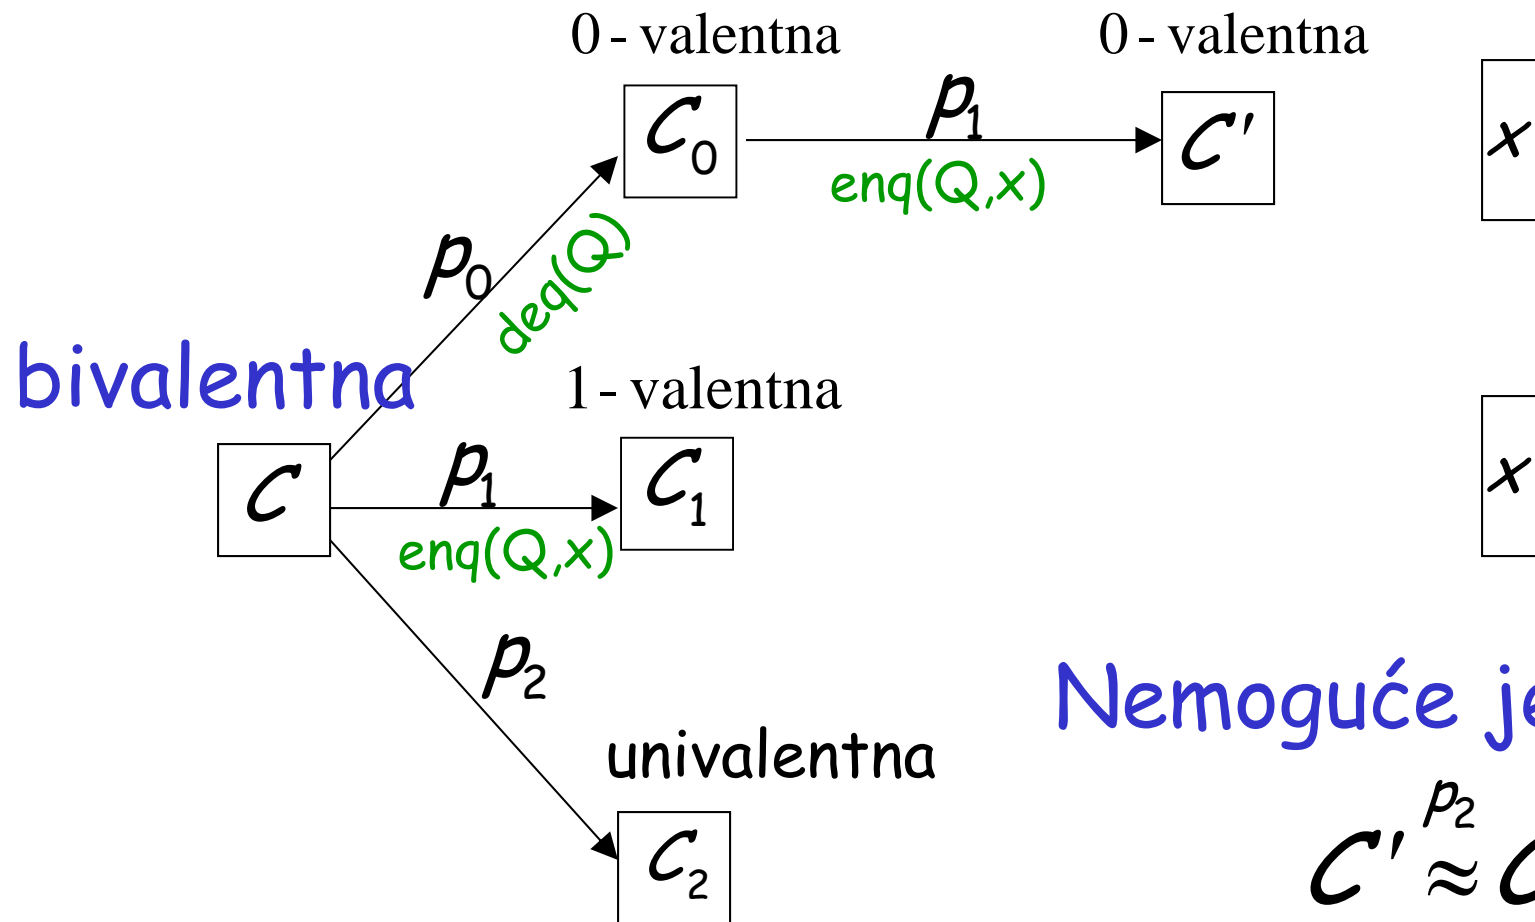 0 - valentna
0 - valentna
C0
p1
C'
x
enq(Q,x)
p0
deq(Q)
bivalentna
1 - valentna
C
p1
C1
x
enq(Q,x)
p2
Nemoguće
univalentna
p2
C2
C' ≈